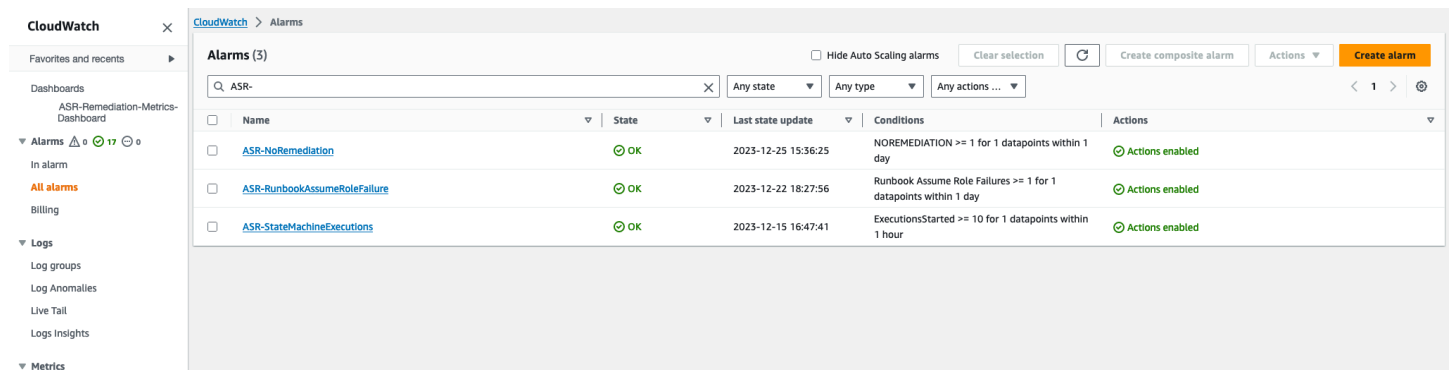 CloudWatch
Favorites and recents
Dashboards
ASR-Remediation-Metrics-
Dashboard
Alarms 0 17 0
In alarm
All alarms
Billing
Logs
Log groups
Log Anomalies
Live Tail
Logs Insights
Metrics
CloudWatch > Alarms
Alarms (3)
Hide Auto Scaling alarms Clear selection Create composite alarm Actions Create alarm
ASR- Any state Any type Any actions ... 1
Name State Last state update Conditions Actions
ASR-NoRemediation OK 2023-12-25 15:36:25 NOREMEDIATION >= 1 for 1 datapoints within 1 Actions enabled
day
ASR-RunbookAssumeRoleFailure OK 2023-12-22 18:27:56 Runbook Assume Role Failures >= 1 for 1 Actions enabled
datapoints within 1 day
ASR-StateMachineExecutions OK 2023-12-15 16:47:41 ExecutionsStarted >= 10 for 1 datapoints within Actions enabled
1 hour